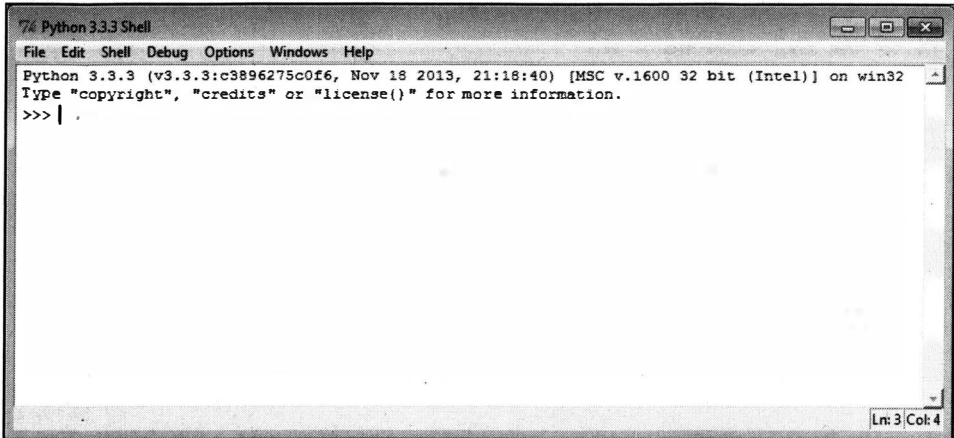 Python 3.3.3 Shell
File Edit Shell Debug Options Windows Help
Python 3.3.3 (v3.3.3:c3896275c0f6, Nov 18 2013, 21:18:40) [MSC v.1600 32 bit (Intel)] on win32
Type "copyright", "credits" or "license()" for more information.
>>>
Ln: 3 Col: 4